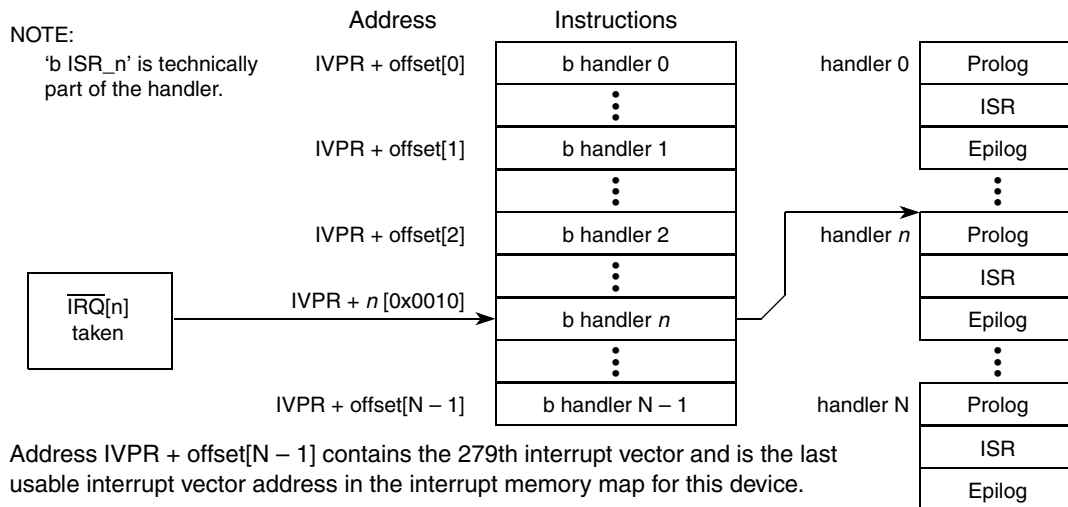 Address Instructions
NOTE:
‘b ISR_n’ is technically
part of the handler.
IVPR + offset[0] b handler 0 handler 0 Prolog
ISR
IVPR + offset[1] b handler 1 Epilog
IVPR + offset[2] b handler 2 handler n Prolog
ISR
IRQ[n]
taken
IVPR + n [0x0010] b handler n Epilog
IVPR + offset[N – 1] b handler N – 1 handler N Prolog
ISR
Epilog
Address IVPR + offset[N – 1] contains the 279th interrupt vector and is the last
usable interrupt vector address in the interrupt memory map for this device.